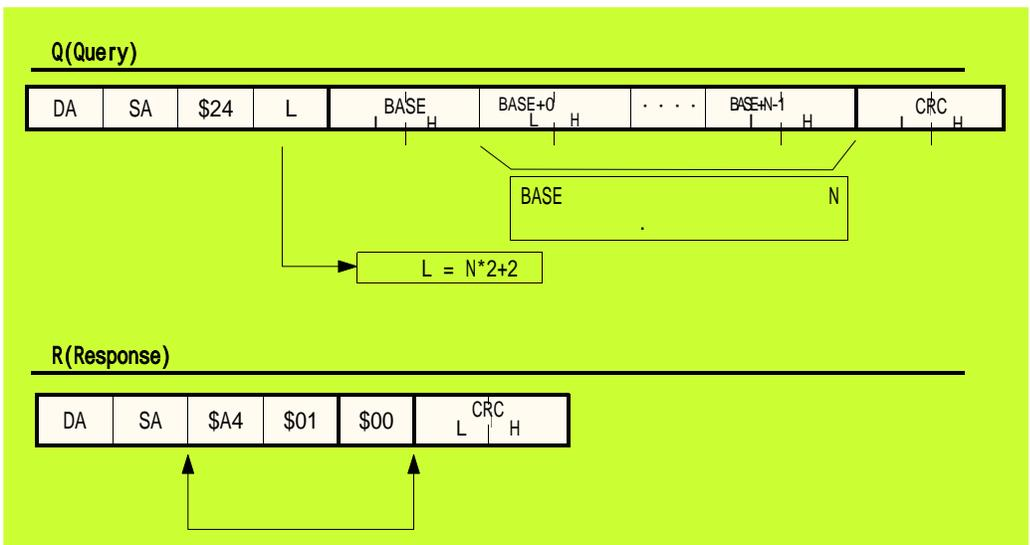 Q(Query)
DA SA $24 L BASE BASE+0 .... BASE+N-1 CRC
L H L H L H L H
BASE N
.
L = N*2+2
R(Response)
DA SA $A4 $01 $00 CRC
L H